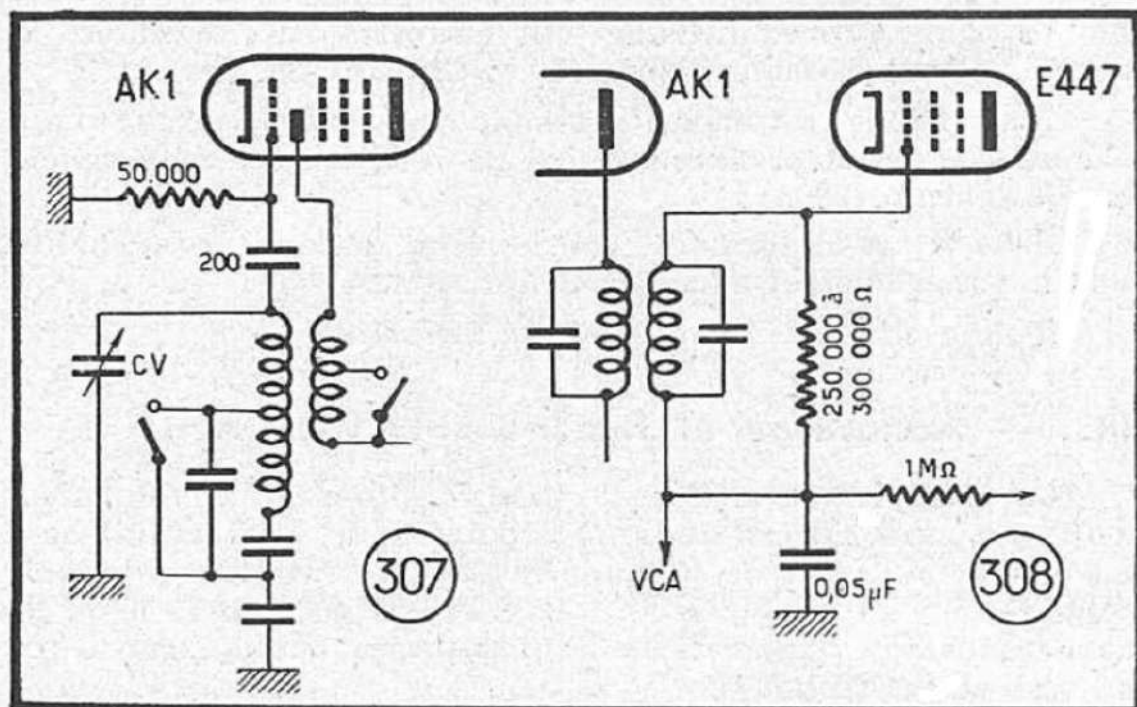 AK1
50.000
200
CV
307
AK1
E447
250.000 à
300 000 Ω
1MΩ
VCA
0,05µF
308